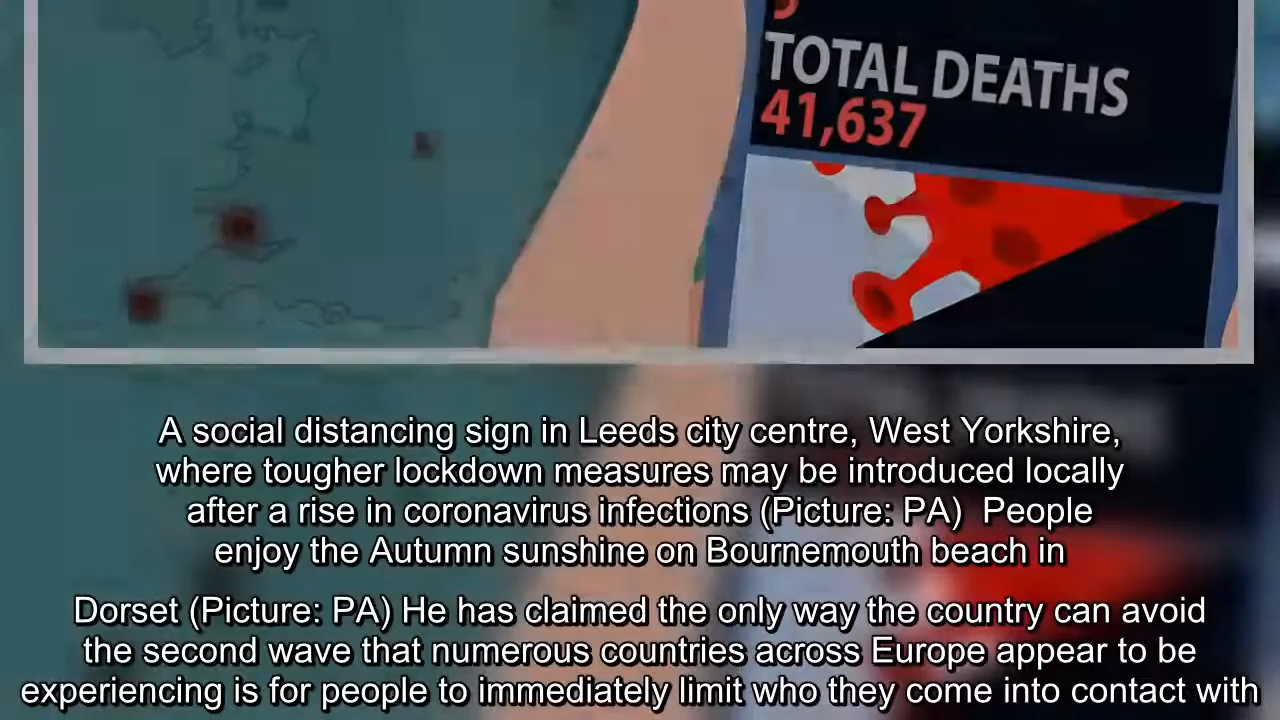 TOTAL DEATHS
41,637
A social distancing sign in Leeds city centre, West Yorkshire,
where tougher lockdown measures may be introduced locally
after a rise in coronavirus infections (Picture: PA)  People
enjoy the Autumn sunshine on Bournemouth beach in
Dorset (Picture: PA) He has claimed the only way the country can avoid
the second wave that numerous countries across Europe appear to be
experiencing is for people to immediately limit who they come into contact with